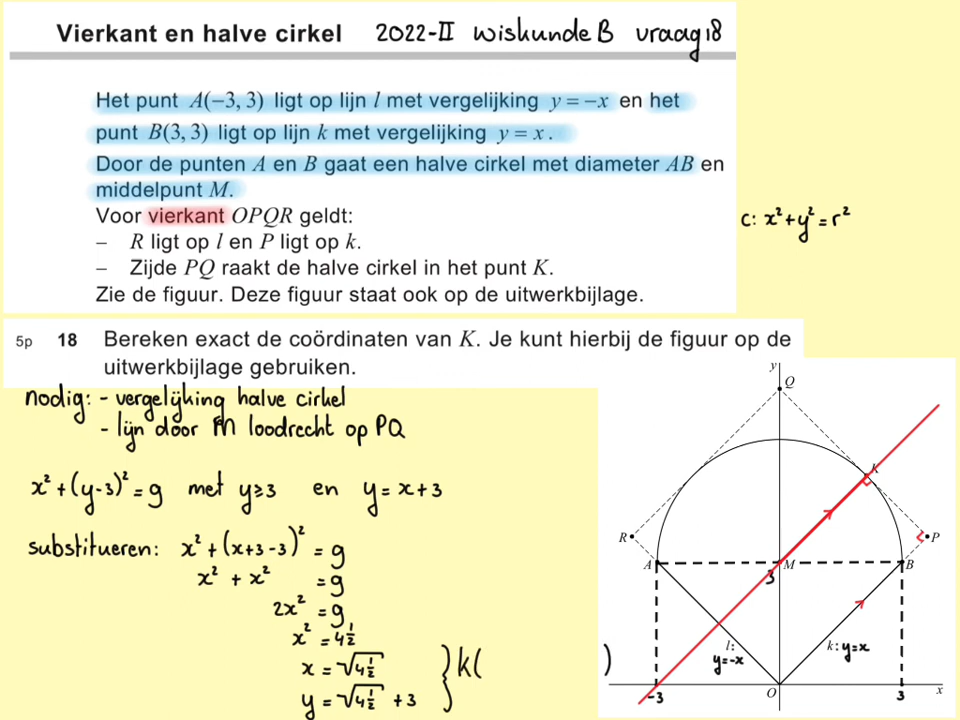 Vierkant en halve cirkel 2022-II wiskunde B vraag 18
Het punt A(−3, 3) ligt op lijn l met vergelijking y = −x en het
punt B(3, 3) ligt op lijn k met vergelijking y = x.
Door de punten A en B gaat een halve cirkel met diameter AB en
middelpunt M.
Voor vierkant OPQR geldt:
– R ligt op l en P ligt op k.
– Zijde PQ raakt de halve cirkel in het punt K.
Zie de figuur. Deze figuur staat ook op de uitwerkbijlage.
c: x² + y² = r²
5p 18 Bereken exact de coördinaten van K. Je kunt hierbij de figuur op de
uitwerkbijlage gebruiken.
nodig: - vergelijking halve cirkel
- lijn door M loodrecht op PQ
x² + (y-3)² = 9 met y≥3 en y = x+3
substitueren: x² + (x+3-3)² = 9
x² + x² = 9
2x² = 9
x² = 4½
x = √4½
y = √4½ + 3
} K(
)
y
Q
K
R
P
A
M
B
3
l:
y=-x
k: y=x
-3
O
3
x